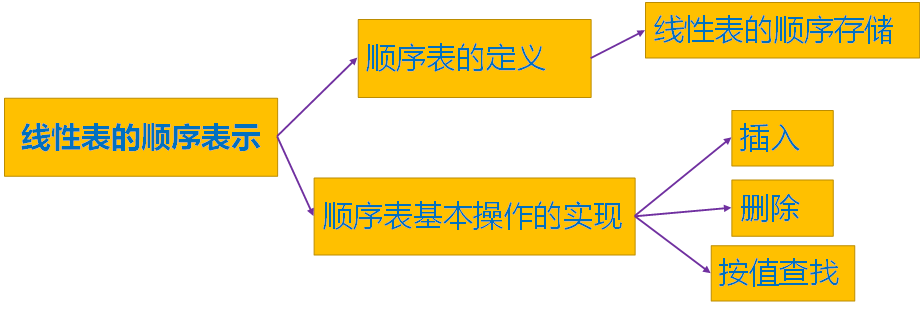 线性表的顺序表示
顺序表的定义
线性表的顺序存储
顺序表基本操作的实现
插入
删除
按值查找